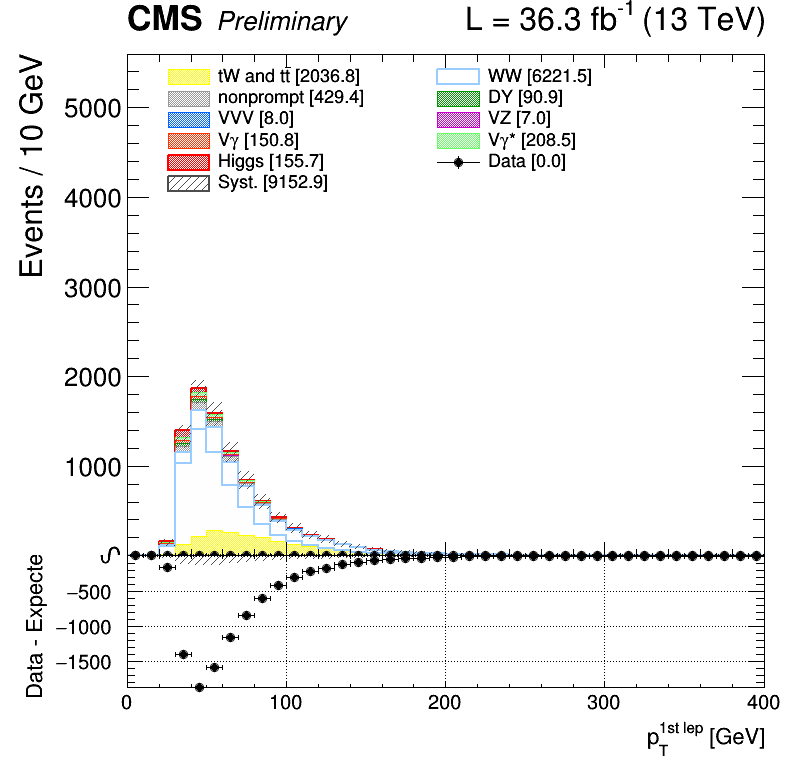 CMS Preliminary L = 36.3 fb-1 (13 TeV)
Events / 10 GeV
5000
4000
3000
2000
1000
0
tW and tt̄ [2036.8]
nonprompt [429.4]
VVV [8.0]
Vγ [150.8]
Higgs [155.7]
Syst. [9152.9]
WW [6221.5]
DY [90.9]
VZ [7.0]
Vγ* [208.5]
Data [0.0]
Data - Expecte
−500
−1000
−1500
0 100 200 300 400
pT1st lep [GeV]